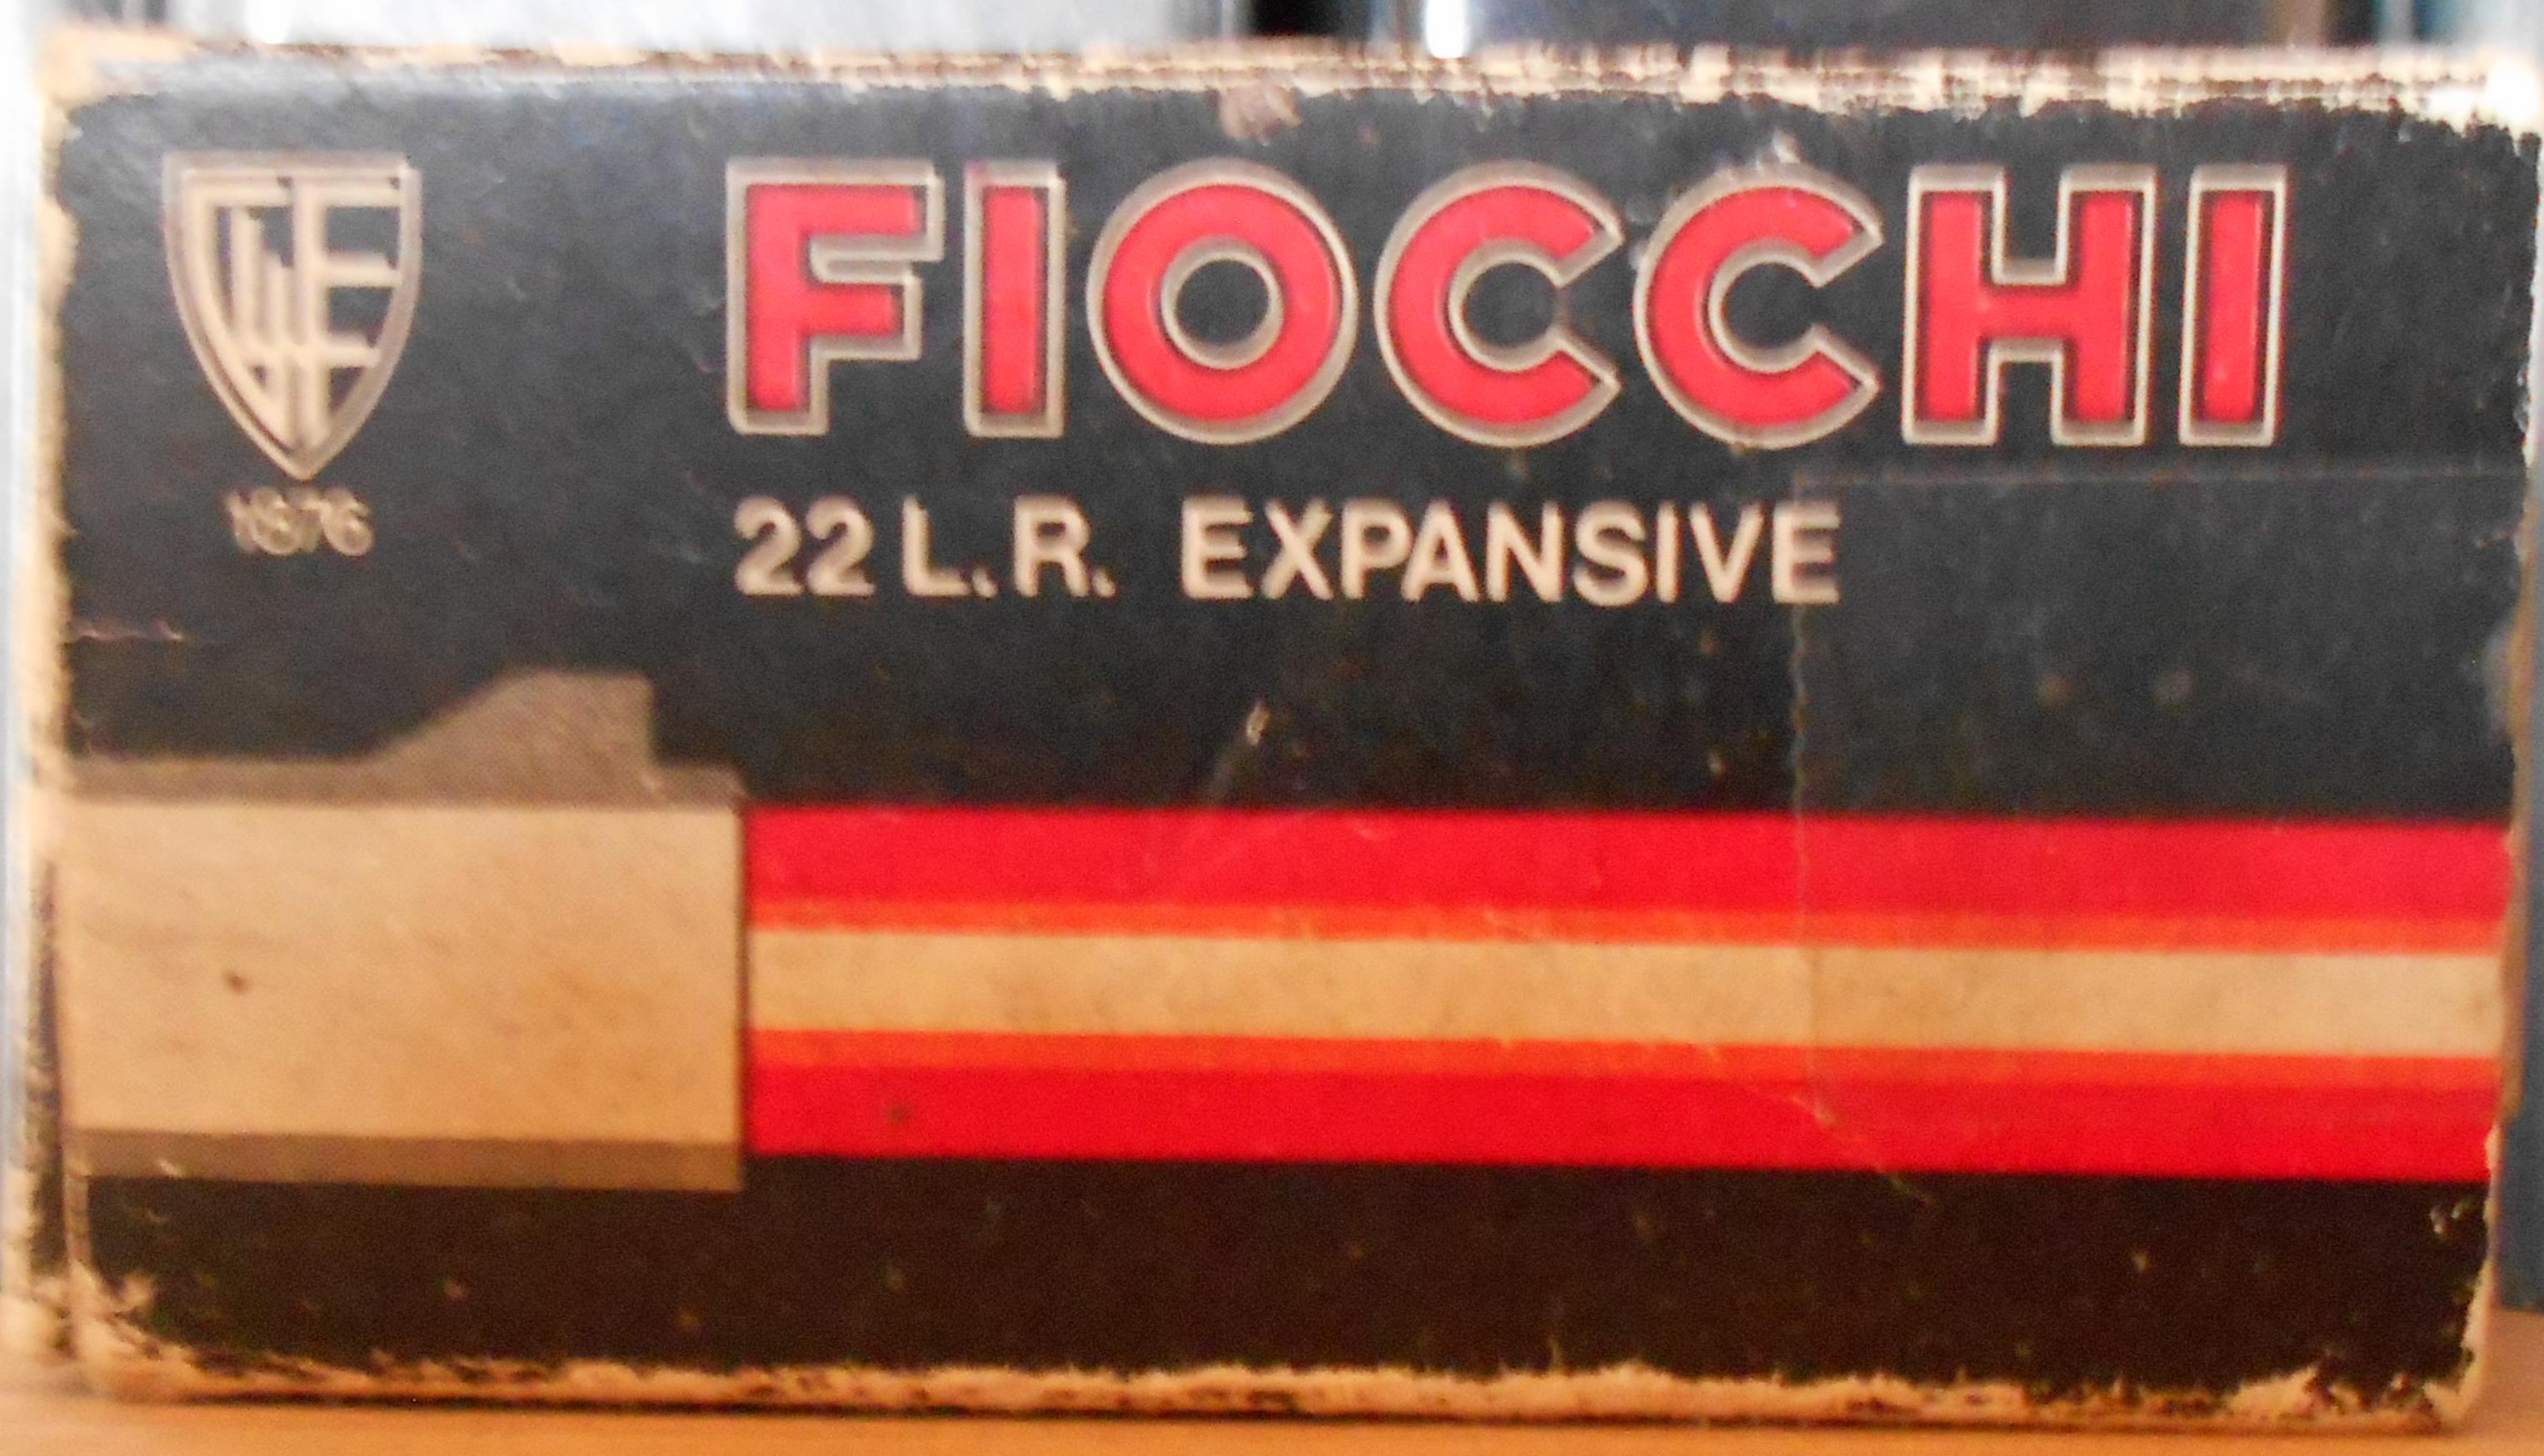 FIOCCHI
1876
22 L.R. EXPANSIVE